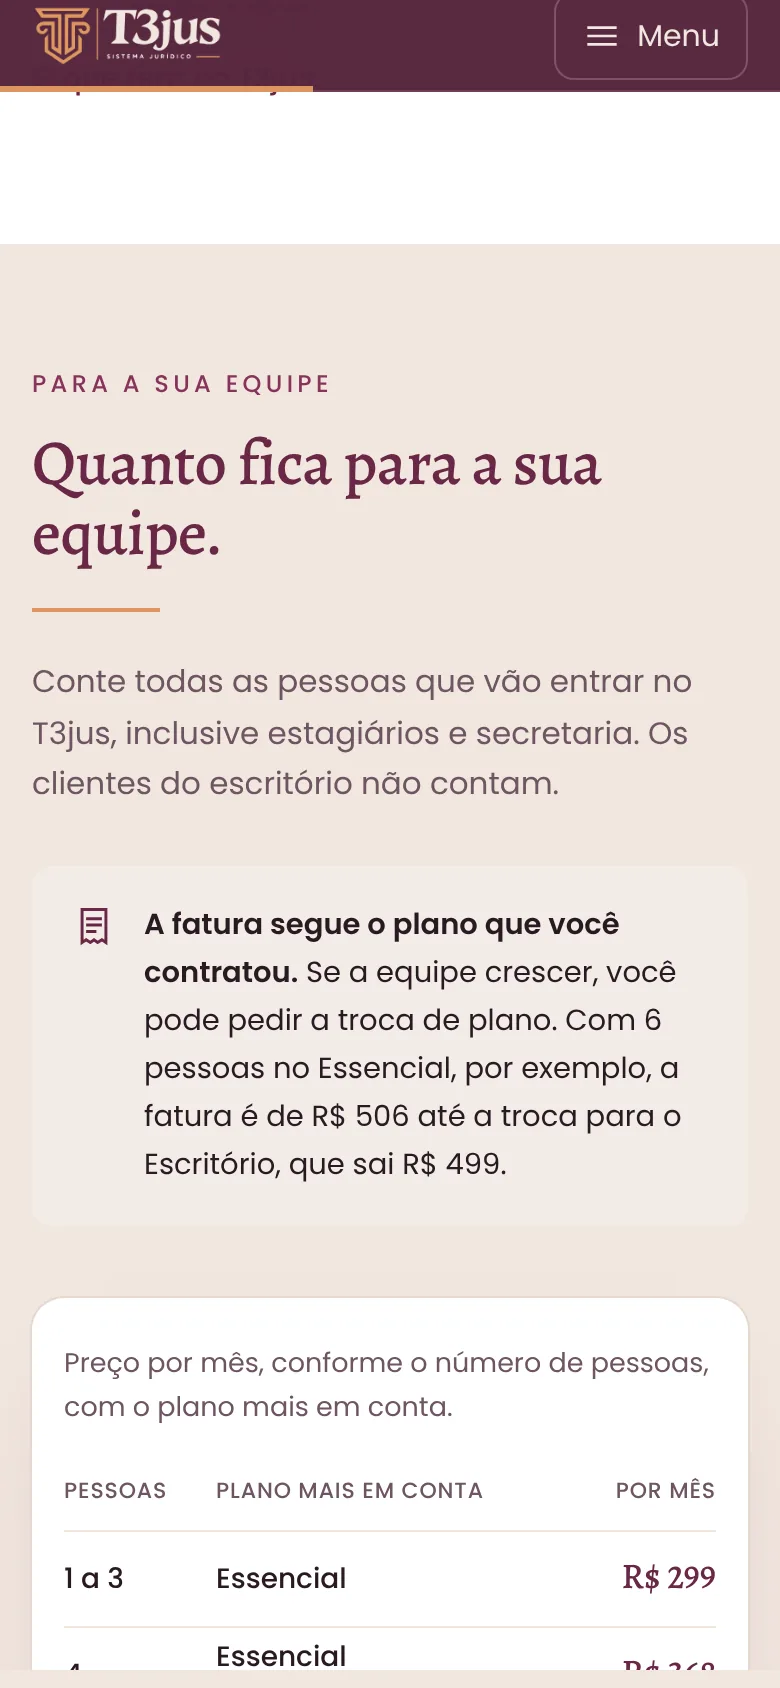 T3jus
SISTEMA JURÍDICO
Menu
PARA A SUA EQUIPE
Quanto fica para a sua
equipe.
Conte todas as pessoas que vão entrar no
T3jus, inclusive estagiários e secretaria. Os
clientes do escritório não contam.
A fatura segue o plano que você
contratou. Se a equipe crescer, você
pode pedir a troca de plano. Com 6
pessoas no Essencial, por exemplo, a
fatura é de R$ 506 até a troca para o
Escritório, que sai R$ 499.
Preço por mês, conforme o número de pessoas,
com o plano mais em conta.
PESSOAS PLANO MAIS EM CONTA POR MÊS
1 a 3 Essencial R$ 299
Essencial